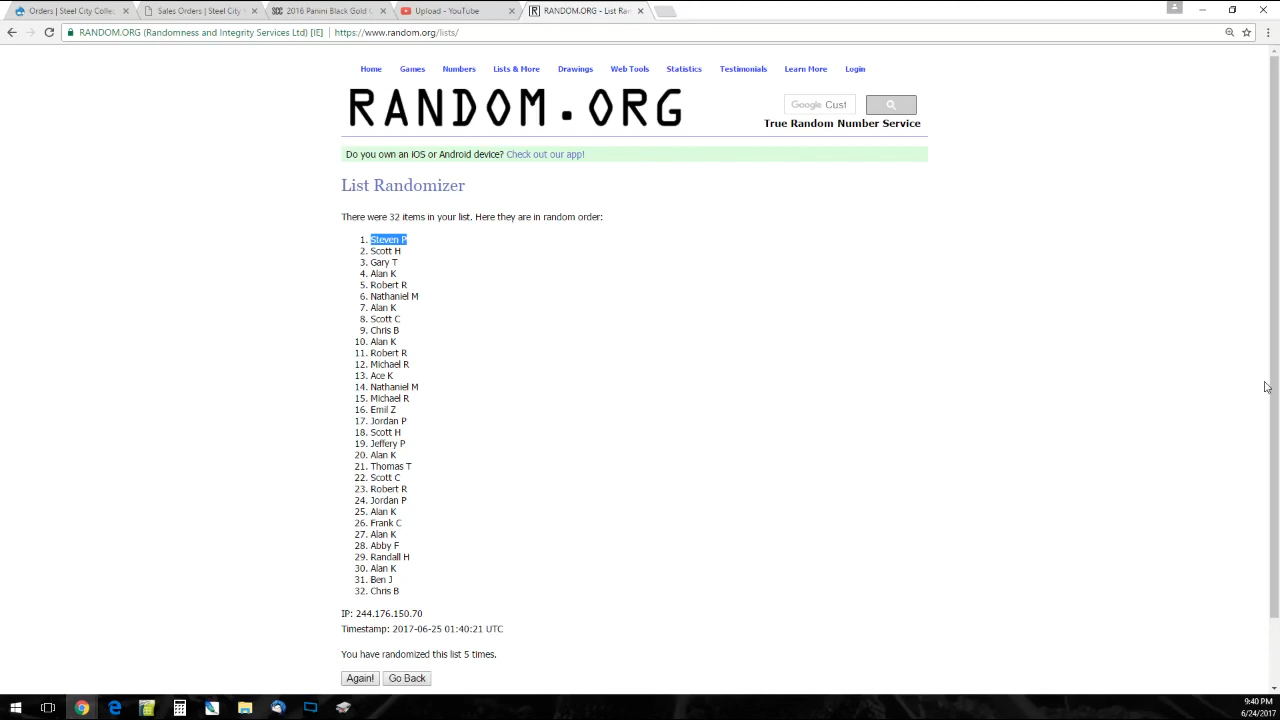 Orders | Steel City Collec
Sales Orders | Steel City
2016 Panini Black Gold
Upload - YouTube
RANDOM.ORG - List Ra
RANDOM.ORG (Randomness and Integrity Services Ltd) [IE]
https://www.random.org/lists/
Home Games Numbers Lists & More Drawings Web Tools Statistics Testimonials Learn More Login
RANDOM.ORG
Google Cust
True Random Number Service
Do you own an iOS or Android device? Check out our app!
List Randomizer
There were 32 items in your list. Here they are in random order:
1. Steven P
2. Scott H
3. Gary T
4. Alan K
5. Robert R
6. Nathaniel M
7. Alan K
8. Scott C
9. Chris B
10. Alan K
11. Robert R
12. Michael R
13. Ace K
14. Nathaniel M
15. Michael R
16. Emil Z
17. Jordan P
18. Scott H
19. Jeffery P
20. Alan K
21. Thomas T
22. Scott C
23. Robert R
24. Jordan P
25. Alan K
26. Frank C
27. Alan K
28. Abby F
29. Randall H
30. Alan K
31. Ben J
32. Chris B
IP: 244.176.150.70
Timestamp: 2017-06-25 01:40:21 UTC
You have randomized this list 5 times.
Again! Go Back
9:40 PM
6/24/2017